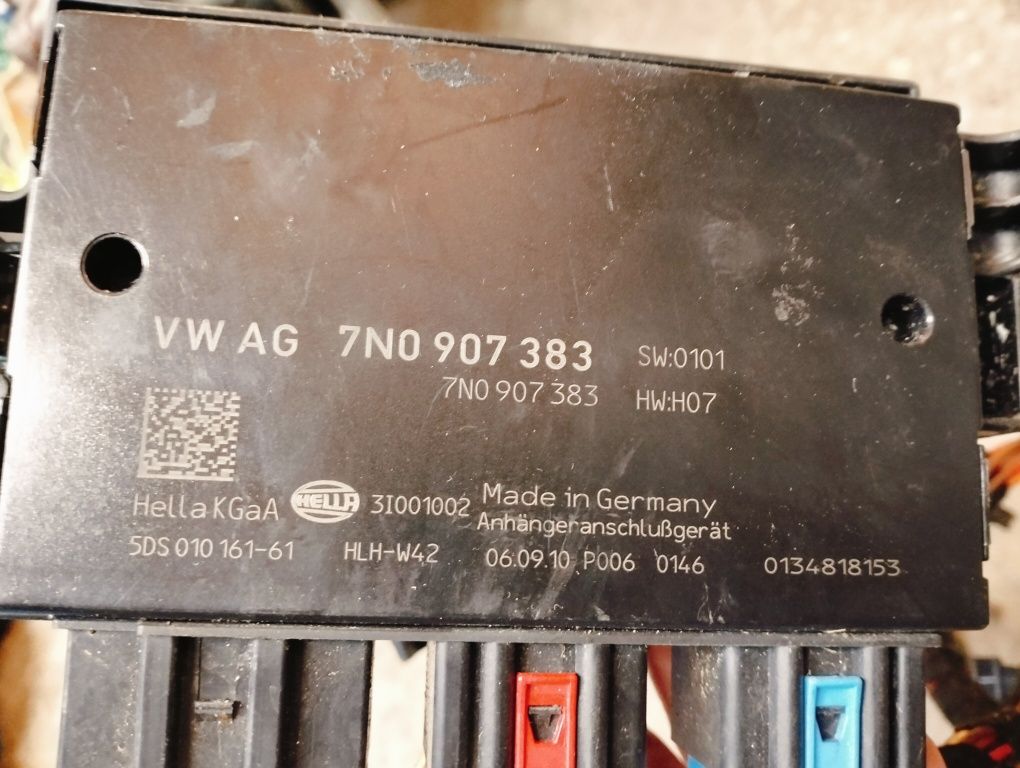 VW AG 7N0 907 383 SW:0101
7N0 907 383 HW:H07
Hella KGaA HELLA 3I001002 Made in Germany
Anhängeranschlußgerät
5DS 010 161-61 HLH-W42 06.09.10 P006 0146 0134818153